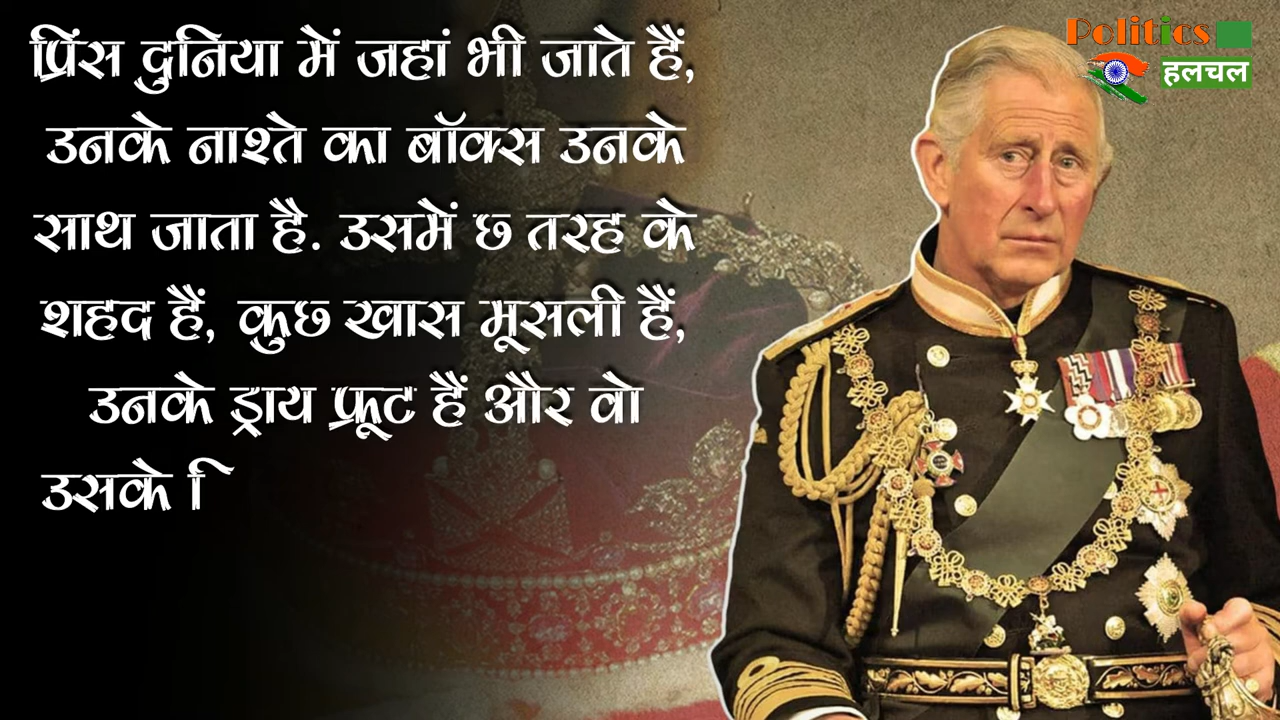 Politics
हलचल
प्रिंस दुनिया में जहां भी जाते हैं,
उनके नाश्ते का बॉक्स उनके
साथ जाता है. उसमें छ तरह के
शहद हैं, कुछ खास मूसली हैं,
उनके ड्राय फ्रूट हैं और वो
उसके ि